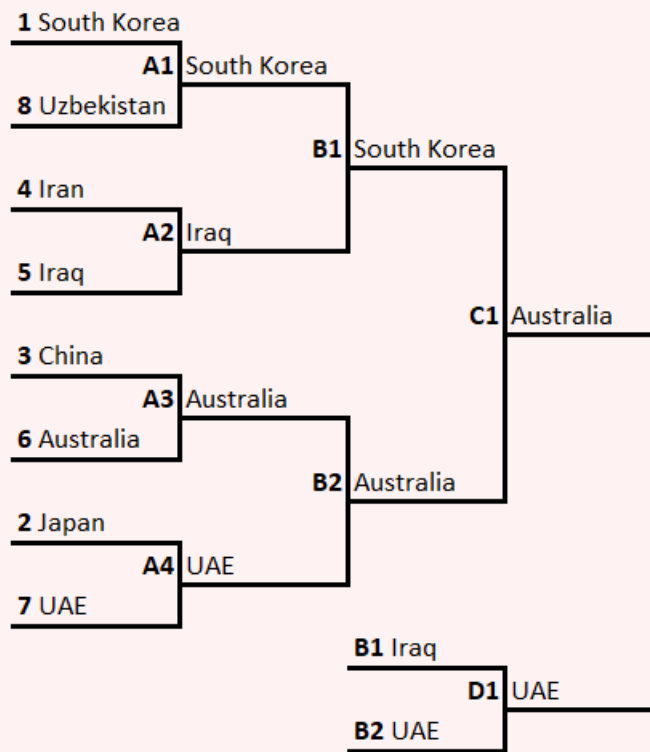 1 South Korea
A1 South Korea
8 Uzbekistan
B1 South Korea
4 Iran
A2 Iraq
5 Iraq
C1 Australia
3 China
A3 Australia
6 Australia
B2 Australia
2 Japan
A4 UAE
7 UAE
B1 Iraq
D1 UAE
B2 UAE